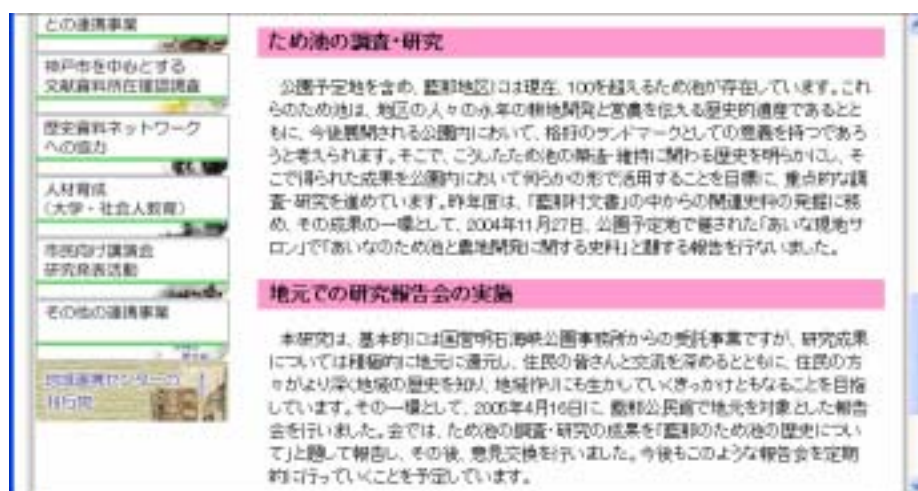 との連携事業
神戸市を中心とする
文献資料所在確認調査
歴史資料ネットワーク
への協力
人材育成
(大学・社会人教育)
市民向け講演会
研究発表活動
その他の連携事業
地域連携センターの
刊行物
ため池の調査・研究
公園予定地を含め、藍那地区には現在、100を超えるため池が存在しています。これ
らのため池は、地区の人々の永年の耕地開発と営農を伝える歴史的遺産であるとと
もに、今後展開される公園内において、格好のランドマークとしての意義を持つであろ
うと考えられます。そこで、こうしたため池の築造・維持に関わる歴史を明らかにし、そ
こで得られた成果を公園内において何らかの形で活用することを目標に、重点的な調
査・研究を進めています。昨年度は、「藍那村文書」の中からの関連史料の発掘に務
め、その成果の一環として、2004年11月27日、公園予定地で催された「あいな現地サ
ロン」で「あいなのため池と農地開発に関する史料」と題する報告を行ないました。
地元での研究報告会の実施
本研究は、基本的には国営明石海峡公園事務所からの受託事業ですが、研究成果
については積極的に地元に還元し、住民の皆さんと交流を深めるとともに、住民の方
々がより深く地域の歴史を知り、地域作りにも生かしていくきっかけともなることを目指
しています。その一環として、2005年4月16日に、藍那公民館で地元を対象とした報告
会を行いました。会では、ため池の調査・研究の成果を「藍那のため池の歴史につい
て」と題して報告し、その後、意見交換を行いました。今後もこのような報告会を定期
的に行っていくことを予定しています。